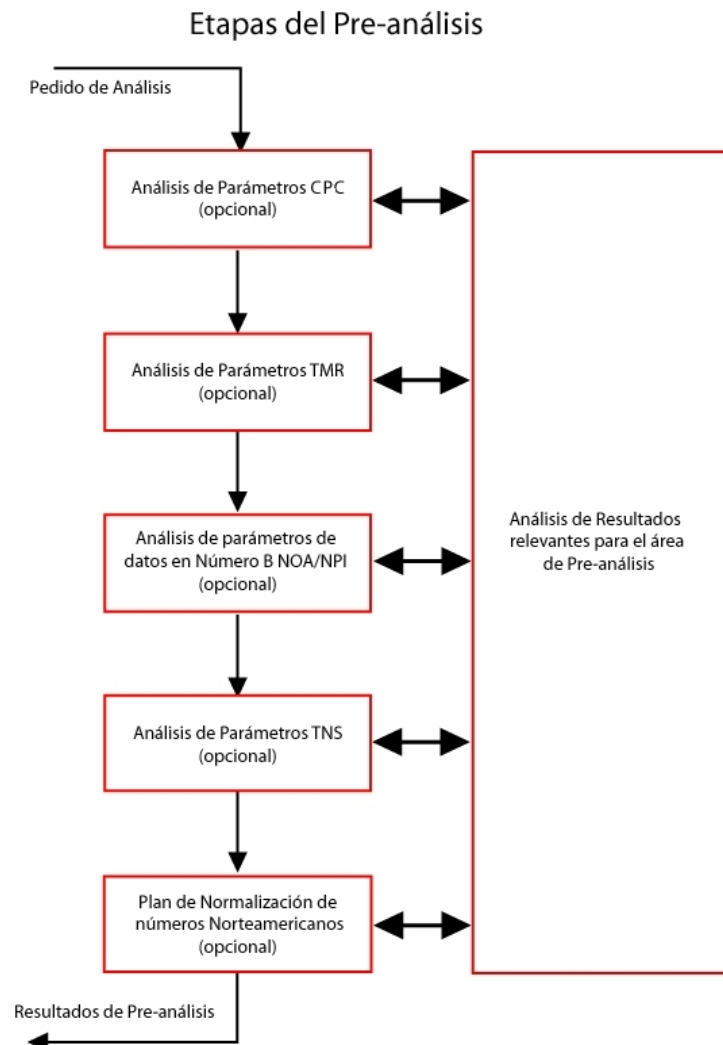 Etapas del Pre-análisis
Pedido de Análisis
Análisis de Parámetros CPC
(opcional)
Análisis de Parámetros TMR
(opcional)
Análisis de parámetros de
datos en Número B NOA/NPI
(opcional)
Análisis de Parámetros TNS
(opcional)
Plan de Normalización de
números Norteamericanos
(opcional)
Resultados de Pre-análisis
Análisis de Resultados
relevantes para el área
de Pre-análisis